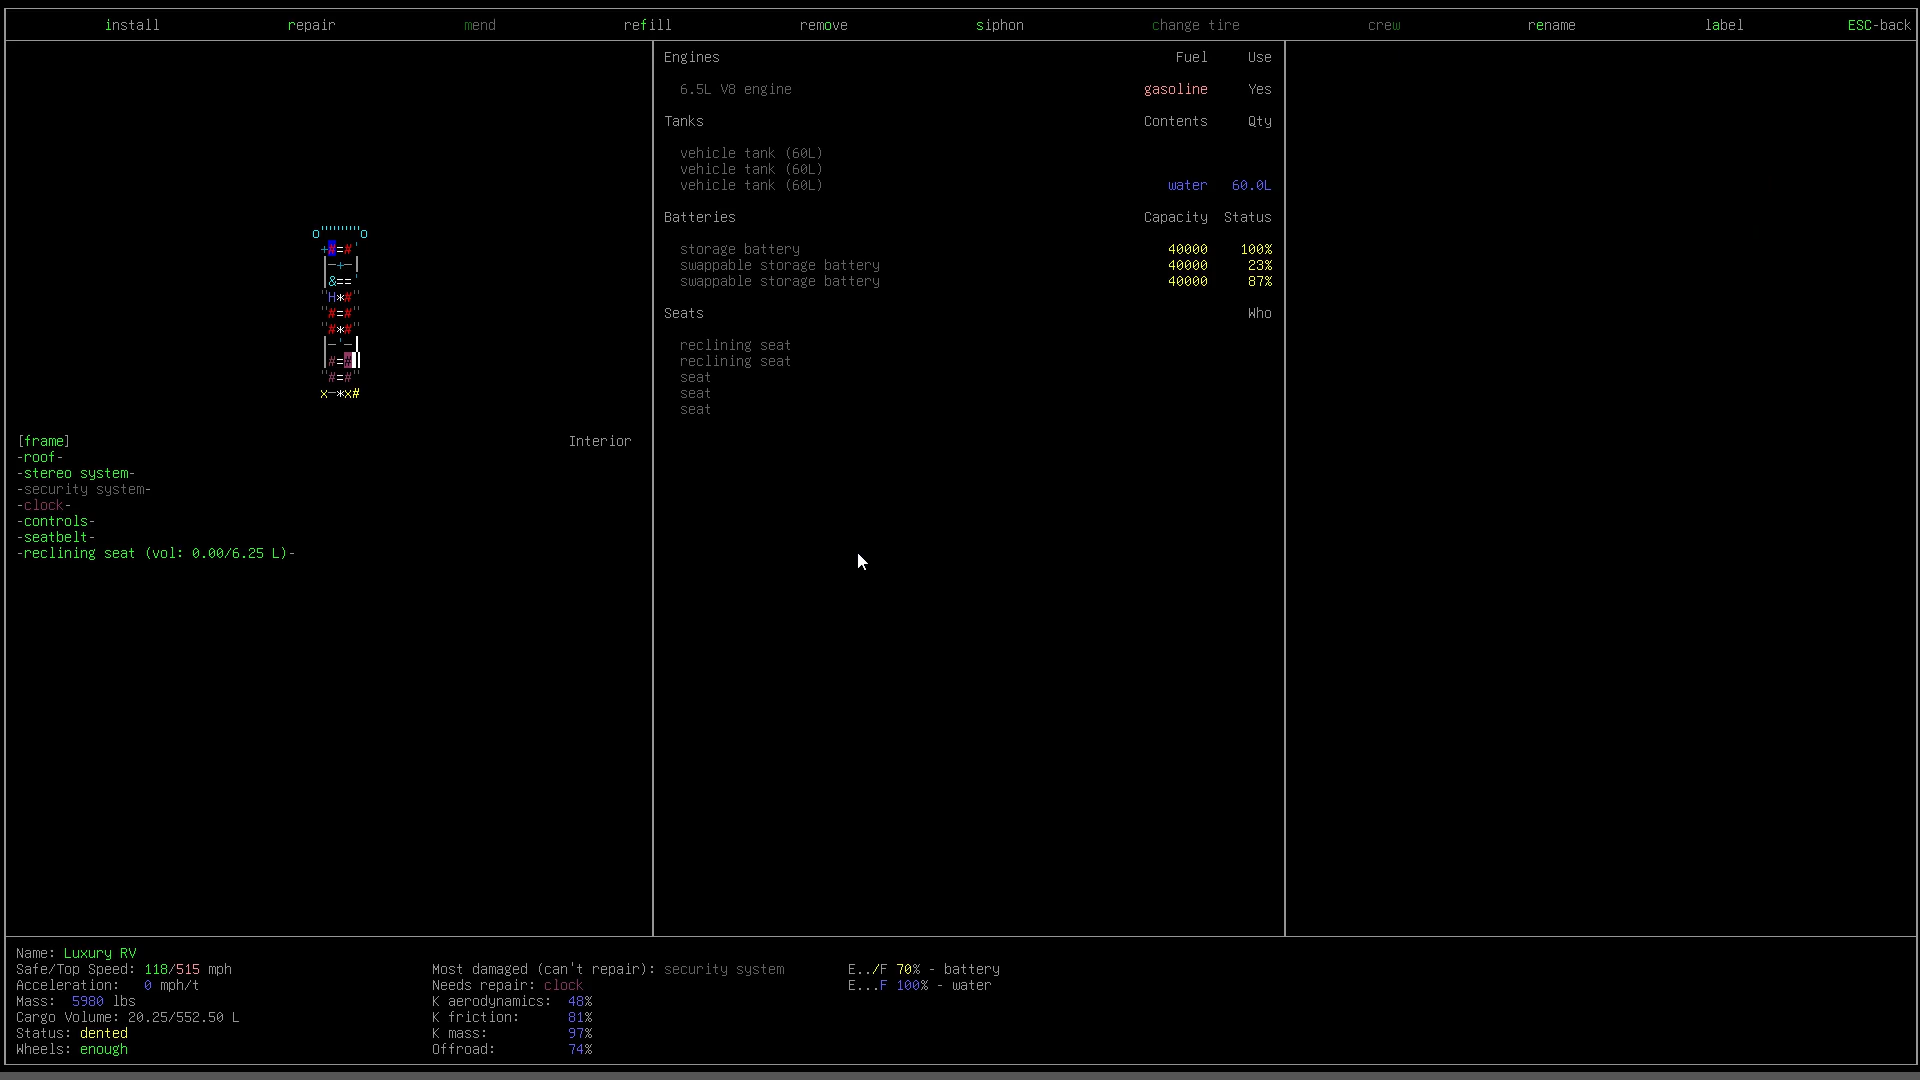 install repair mend refill remove siphon change tire crew rename label ESC-back
Engines Fuel Use
6.5L V8 engine gasoline Yes
Tanks Contents Qty
vehicle tank (60L)
vehicle tank (60L)
vehicle tank (60L) water 60.0L
Batteries Capacity Status
storage battery 40000 100%
swappable storage battery 40000 23%
swappable storage battery 40000 87%
Seats Who
reclining seat
reclining seat
seat
seat
seat
[frame] Interior
-roof-
-stereo system-
-security system-
-clock-
-controls-
-seatbelt-
-reclining seat (vol: 0.00/6.25 L)-
Name: Luxury RV
Safe/Top Speed: 118/515 mph
Acceleration: 0 mph/t
Mass: 5980 lbs
Cargo Volume: 20.25/552.50 L
Status: dented
Wheels: enough
Most damaged (can't repair): security system
Needs repair: clock
K aerodynamics: 48%
K friction: 81%
K mass: 97%
Offroad: 74%
E../F 70% - battery
E...F 100% - water